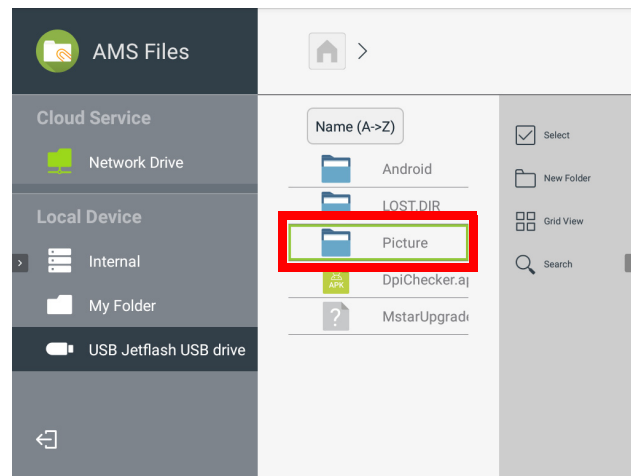 AMS Files
>
Cloud Service
Network Drive
Local Device
Internal
My Folder
USB Jetflash USB drive
Name (A->Z)
Android
LOST.DIR
Picture
APK
DpiChecker.a
?
MstarUpgrad
Select
New Folder
Grid View
Search